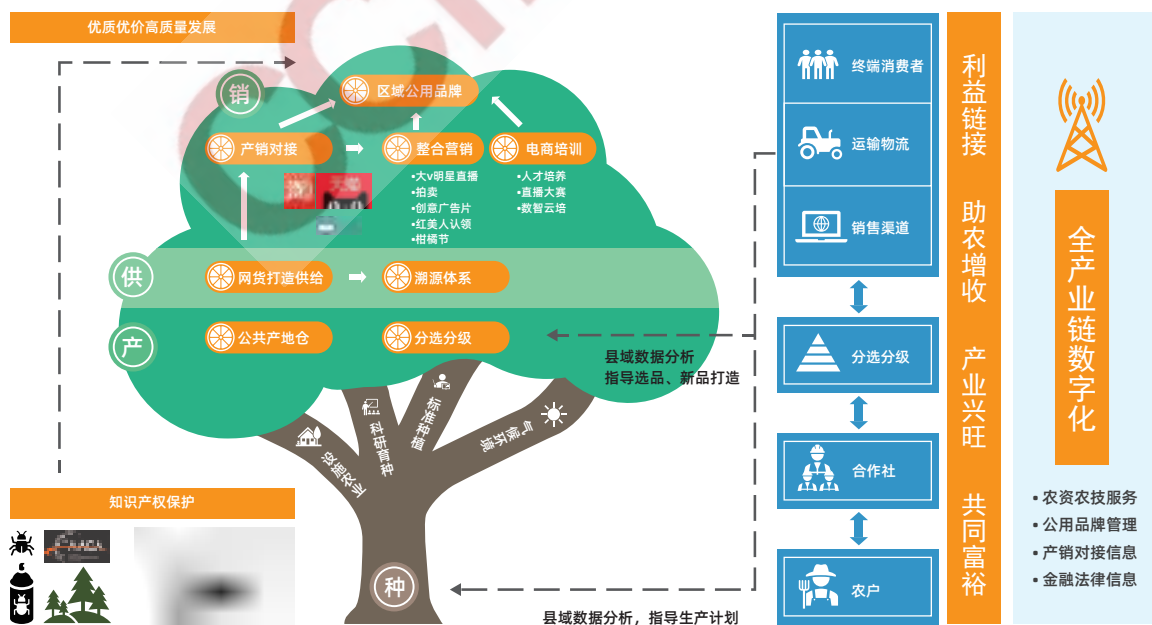 优质优价高质量发展
销
区域公用品牌
产销对接
整合营销
电商培训
▪大v明星直播
▪拍卖
▪创意广告片
▪红美人认领
▪柑橘节
▪人才培养
▪直播大赛
▪数智云培
供
网货打造供给
溯源体系
产
公共产地仓
分选分级
县域数据分析
指导选品、新品打造
设施农业
科研育种
标准种植
气候环境
种
县域数据分析，指导生产计划
知识产权保护
终端消费者
运输物流
销售渠道
分选分级
合作社
农户
利益链接
助农增收
产业兴旺
共同富裕
全产业链数字化
• 农资农技服务
• 公用品牌管理
• 产销对接信息
• 金融法律信息